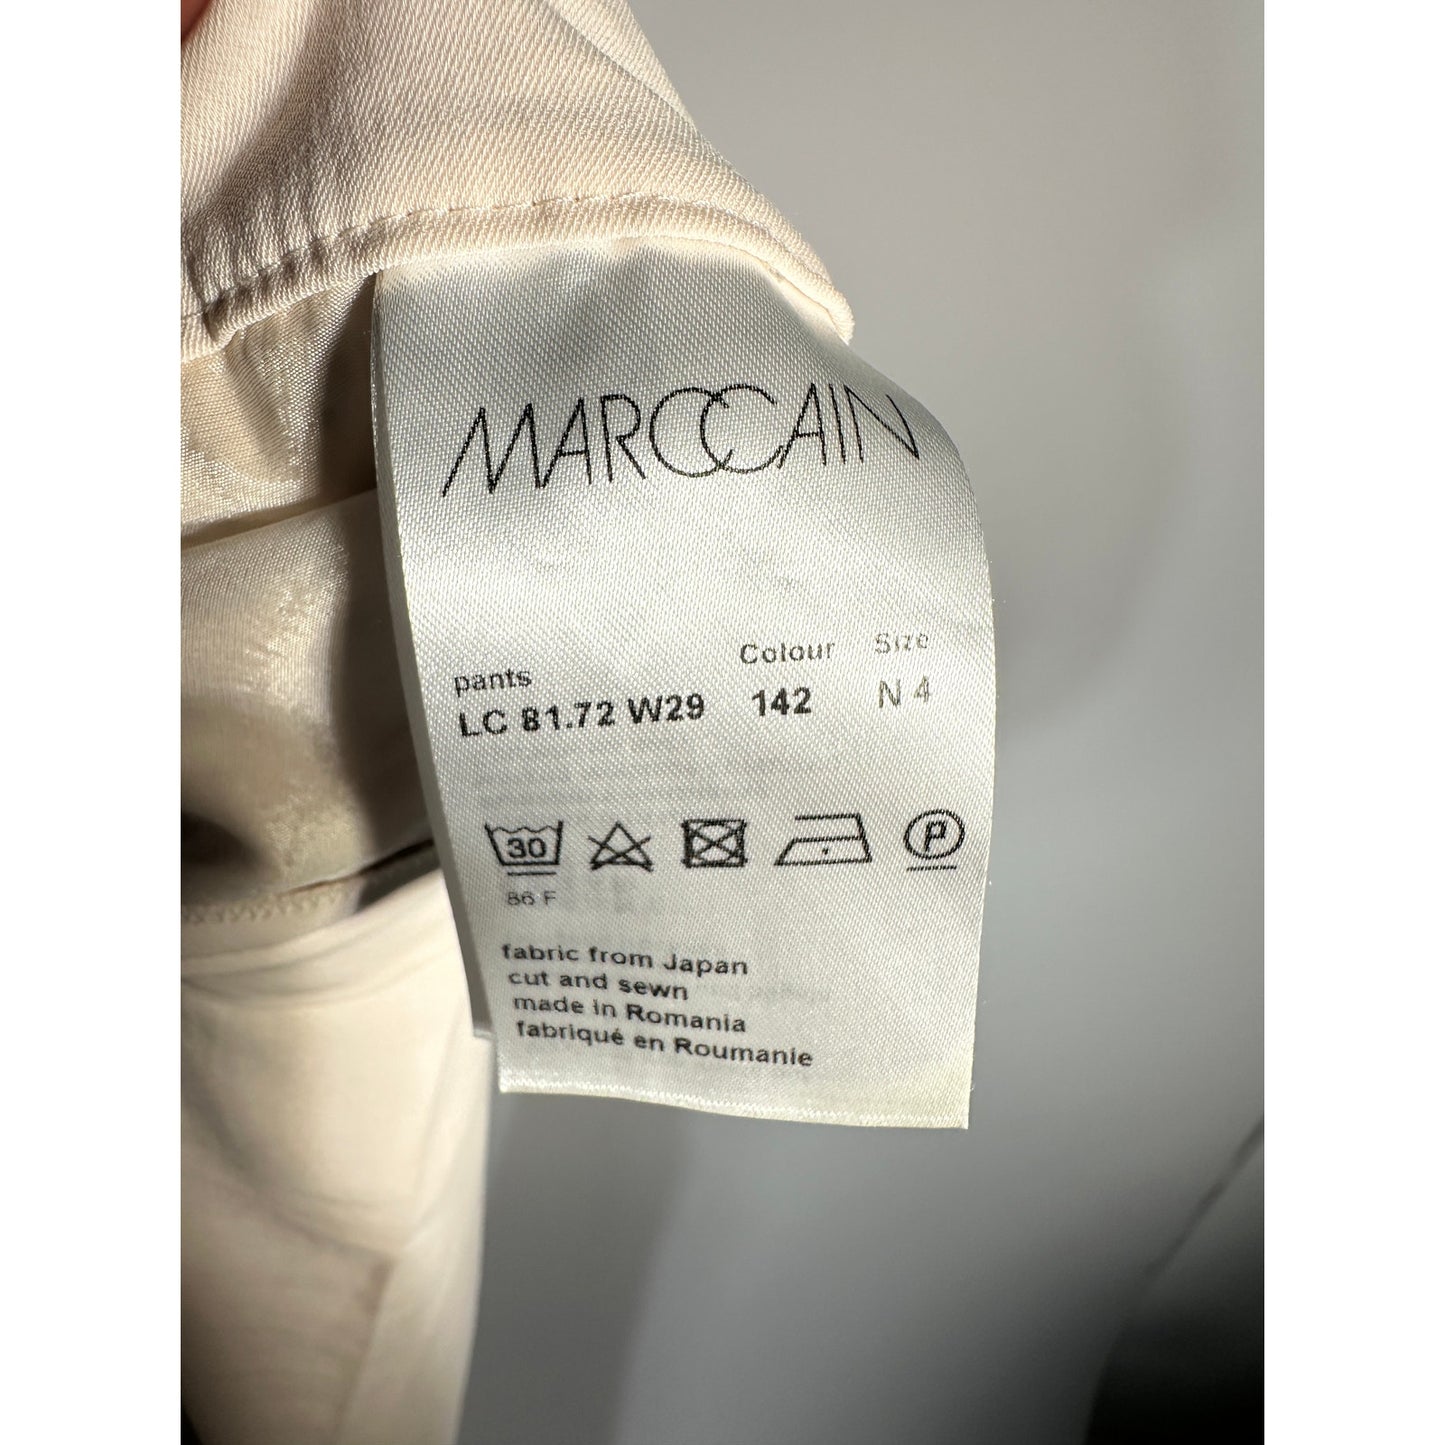 MARCCAIN
pants Colour Size
LC 81.72 W29 142 N 4
30 P
86 F
fabric from Japan
cut and sewn
made in Romania
fabriqué en Roumanie